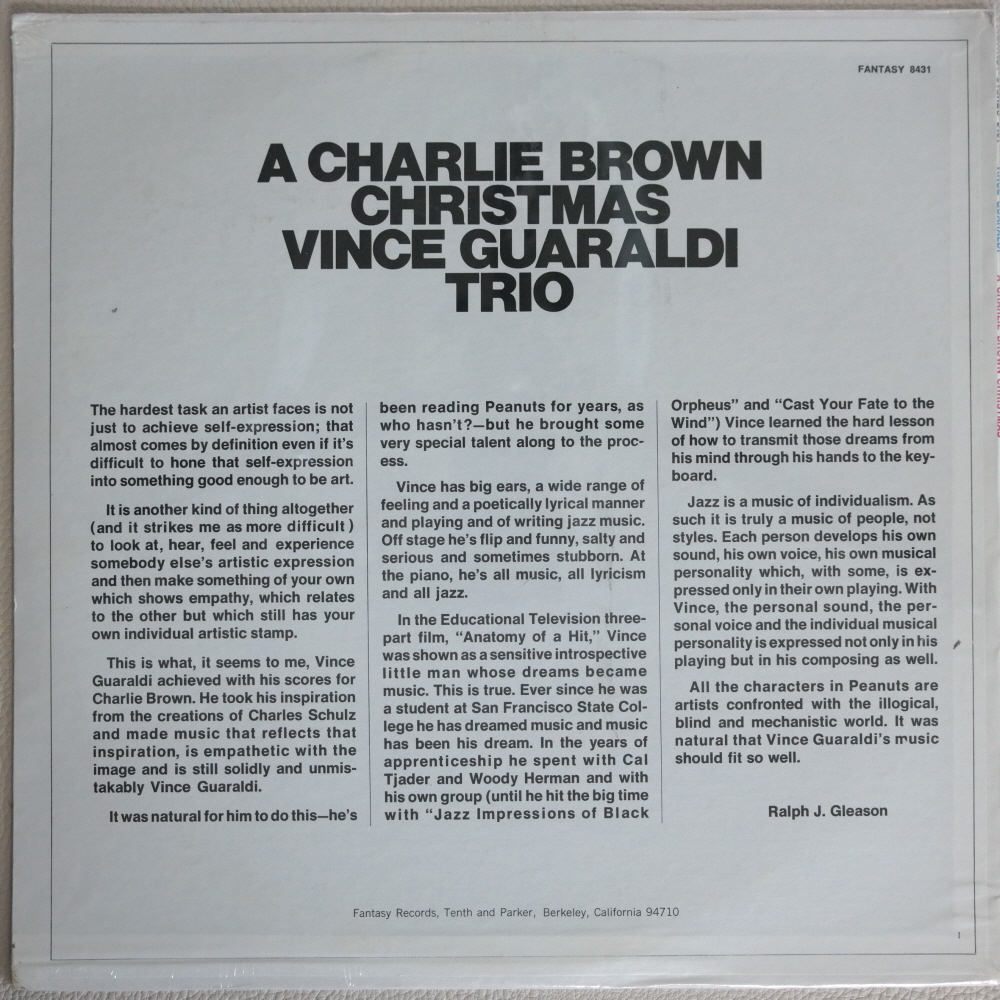 FANTASY 8431
A CHARLIE BROWN
CHRISTMAS
VINCE GUARALDI
TRIO
The hardest task an artist faces is not
just to achieve self-expression; that
almost comes by definition even if it's
difficult to hone that self-expression
into something good enough to be art.
It is another kind of thing altogether
(and it strikes me as more difficult)
to look at, hear, feel and experience
somebody else's artistic expression
and then make something of your own
which shows empathy, which relates
to the other but which still has your
own individual artistic stamp.
This is what, it seems to me, Vince
Guaraldi achieved with his scores for
Charlie Brown. He took his inspiration
from the creations of Charles Schulz
and made music that reflects that
inspiration, is empathetic with the
image and is still solidly and unmis-
takably Vince Guaraldi.
It was natural for him to do this—he's
been reading Peanuts for years, as
who hasn't?—but he brought some
very special talent along to the proc-
ess.
Vince has big ears, a wide range of
feeling and a poetically lyrical manner
and playing and of writing jazz music.
Off stage he's flip and funny, salty and
serious and sometimes stubborn. At
the piano, he's all music, all lyricism
and all jazz.
In the Educational Television three-
part film, "Anatomy of a Hit," Vince
was shown as a sensitive introspective
little man whose dreams became
music. This is true. Ever since he was
a student at San Francisco State Col-
lege he has dreamed music and music
has been his dream. In the years of
apprenticeship he spent with Cal
Tjader and Woody Herman and with
his own group (until he hit the big time
with "Jazz Impressions of Black
Orpheus" and "Cast Your Fate to the
Wind") Vince learned the hard lesson
of how to transmit those dreams from
his mind through his hands to the key-
board.
Jazz is a music of individualism. As
such it is truly a music of people, not
styles. Each person develops his own
sound, his own voice, his own musical
personality which, with some, is ex-
pressed only in their own playing. With
Vince, the personal sound, the per-
sonal voice and the individual musical
personality is expressed not only in his
playing but in his composing as well.
All the characters in Peanuts are
artists confronted with the illogical,
blind and mechanistic world. It was
natural that Vince Guaraldi's music
should fit so well.
Ralph J. Gleason
Fantasy Records, Tenth and Parker, Berkeley, California 94710
1